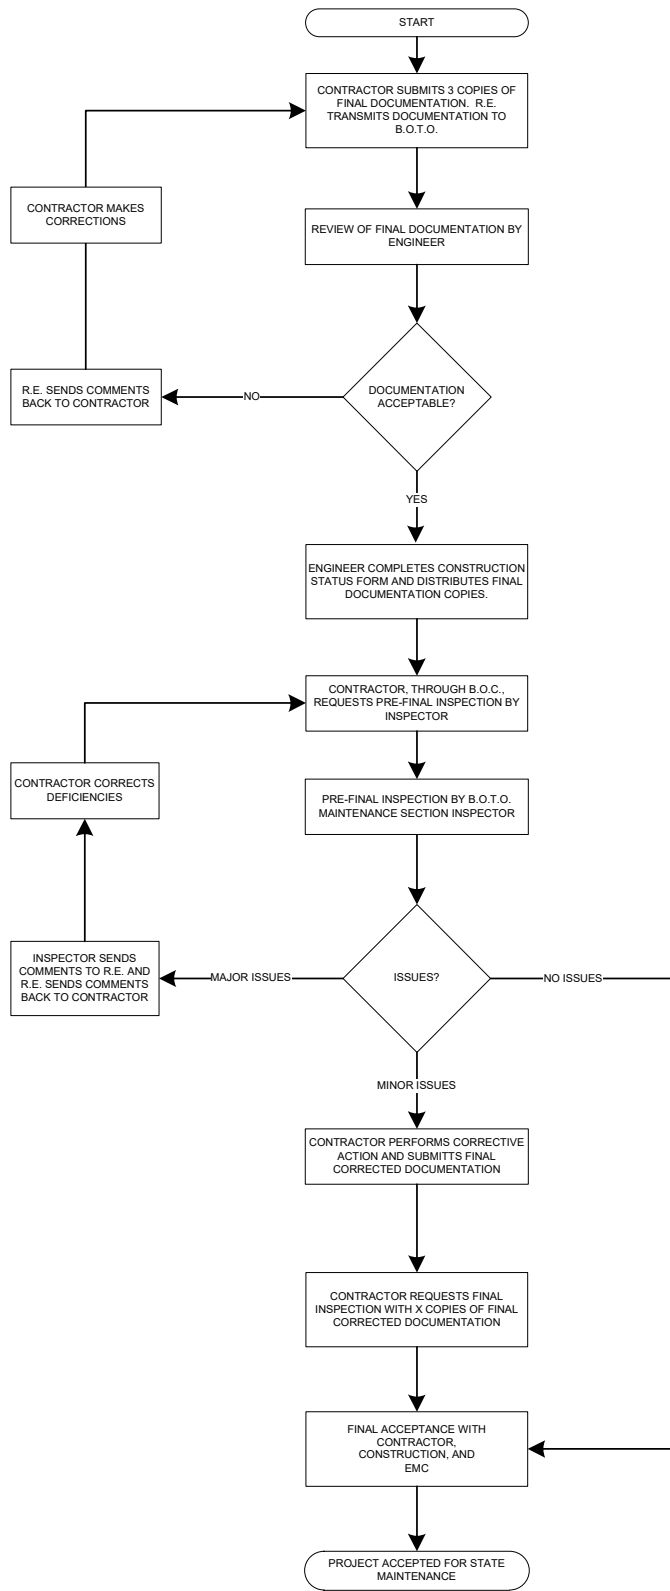 START
CONTRACTOR SUBMITS 3 COPIES OF
FINAL DOCUMENTATION. R.E.
TRANSMITS DOCUMENTATION TO
B.O.T.O.
CONTRACTOR MAKES
CORRECTIONS
REVIEW OF FINAL DOCUMENTATION BY
ENGINEER
R.E. SENDS COMMENTS
BACK TO CONTRACTOR
NO
DOCUMENTATION
ACCEPTABLE?
YES
ENGINEER COMPLETES CONSTRUCTION
STATUS FORM AND DISTRIBUTES FINAL
DOCUMENTATION COPIES.
CONTRACTOR, THROUGH B.O.C.,
REQUESTS PRE-FINAL INSPECTION BY
INSPECTOR
CONTRACTOR CORRECTS
DEFICIENCIES
PRE-FINAL INSPECTION BY B.O.T.O.
MAINTENANCE SECTION INSPECTOR
INSPECTOR SENDS
COMMENTS TO R.E. AND
R.E. SENDS COMMENTS
BACK TO CONTRACTOR
MAJOR ISSUES
ISSUES?
NO ISSUES
MINOR ISSUES
CONTRACTOR PERFORMS CORRECTIVE
ACTION AND SUBMITTS FINAL
CORRECTED DOCUMENTATION
CONTRACTOR REQUESTS FINAL
INSPECTION WITH X COPIES OF FINAL
CORRECTED DOCUMENTATION
FINAL ACCEPTANCE WITH
CONTRACTOR,
CONSTRUCTION, AND
EMC
PROJECT ACCEPTED FOR STATE
MAINTENANCE